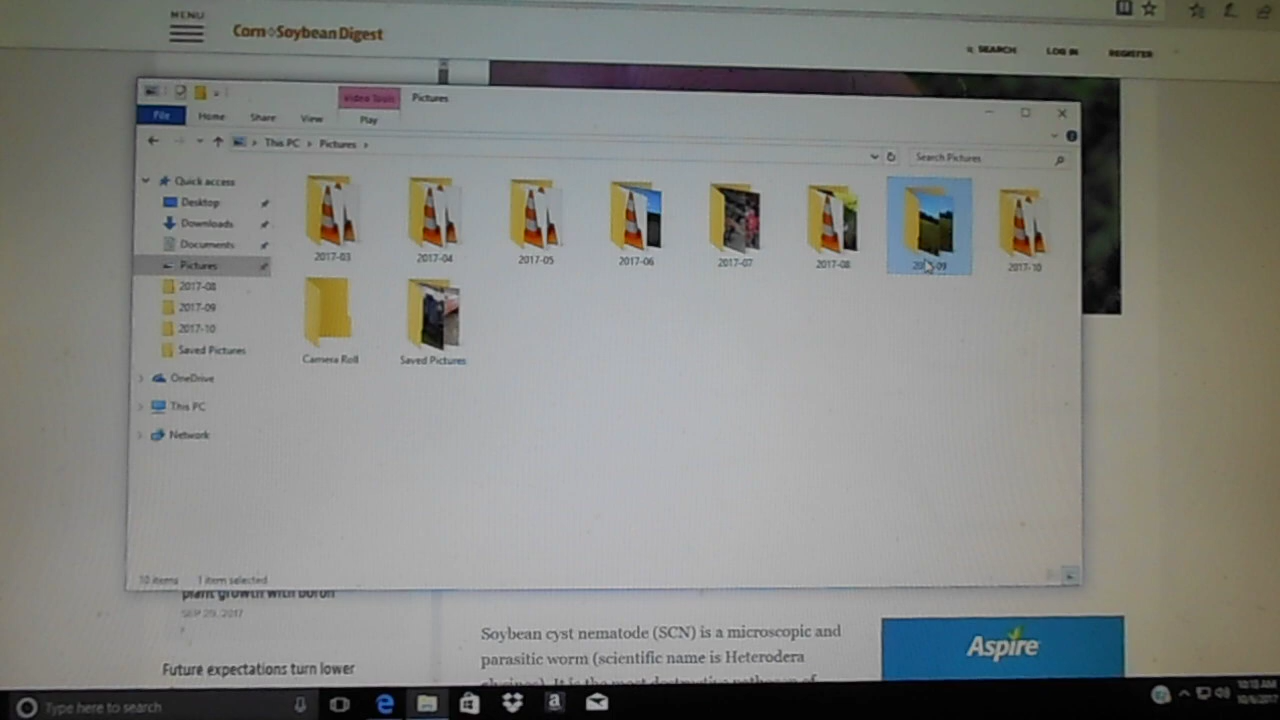 MENU
Corn Soybean Digest
SEARCH LOG IN REGISTER
Video Tools Pictures
File Home Share View Play
This PC > Pictures >
Search Pictures
Quick access
Desktop
Downloads
Documents
Pictures
2017-08
2017-09
2017-10
Saved Pictures
OneDrive
This PC
Network
2017-03 2017-04 2017-05 2017-06 2017-07 2017-08 09 2017-10
Camera Roll Saved Pictures
10 items 1 item selected
plant growth with boron
SEP 29, 2017
Future expectations turn lower
Soybean cyst nematode (SCN) is a microscopic and
parasitic worm (scientific name is Heterodera
Aspire
Type here to search
a
10:18 AM